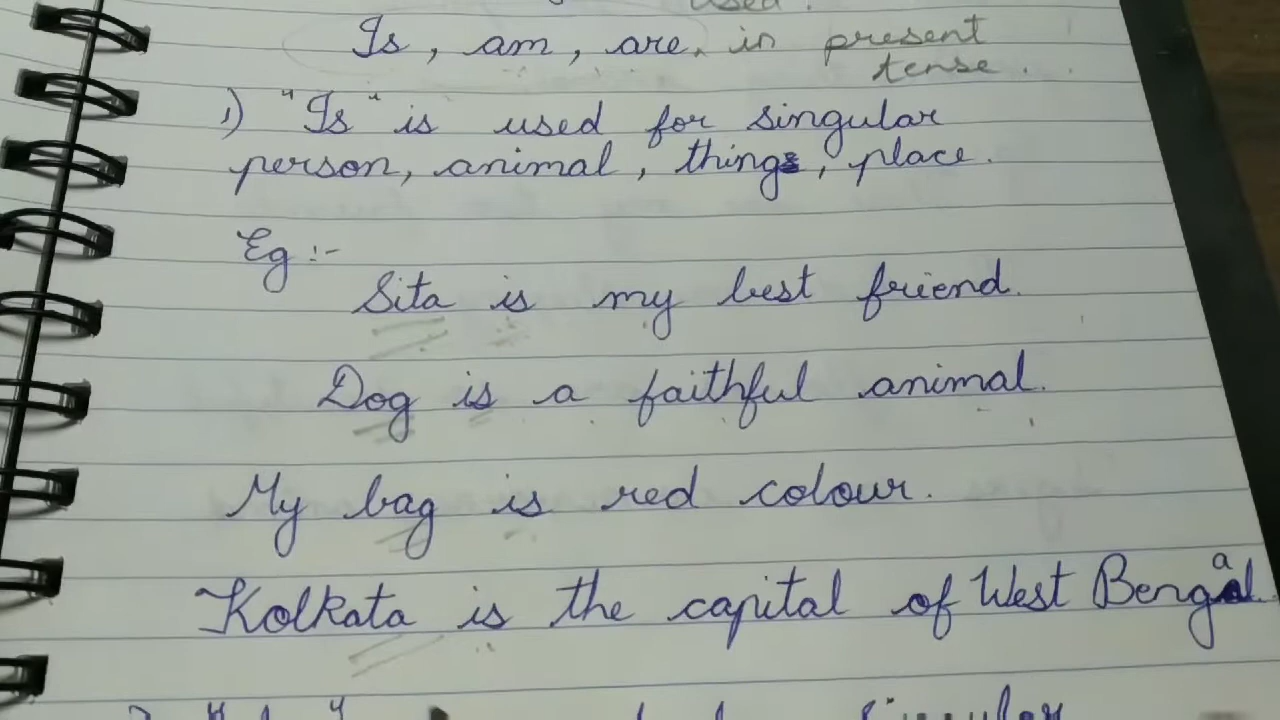 used.
Is, am, are in present
tense.
1) "Is" is used for singular
person, animal, things, place.
Eg :-
Sita is my best friend.
Dog is a faithful animal.
My bag is red colour.
Kolkata is the capital of West Bengal.
singular